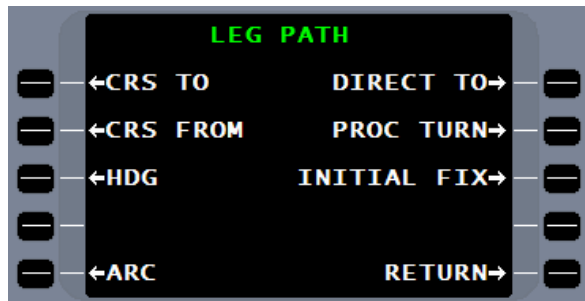 LEG PATH
←CRS TO DIRECT TO→
←CRS FROM PROC TURN→
←HDG INITIAL FIX→
←ARC RETURN→